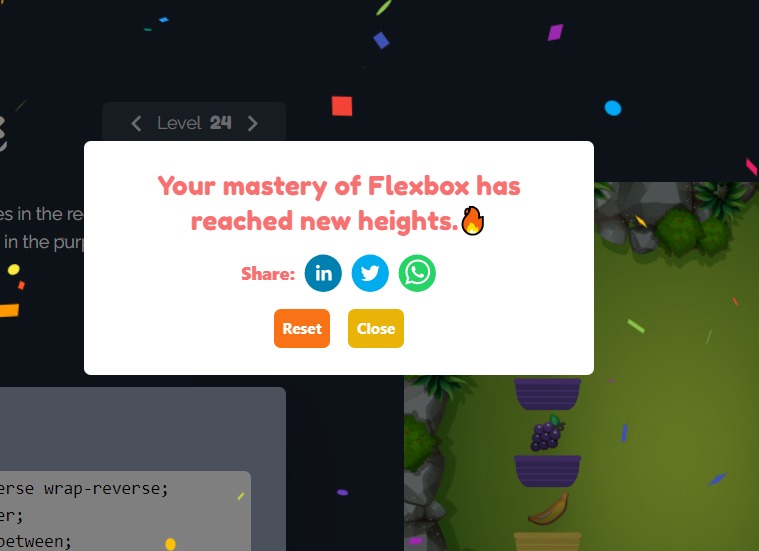 Level 24
Your mastery of Flexbox has
reached new heights.🔥
es in the re
in the purp
Share: in
Reset Close
erse wrap-reverse;
er;
between;